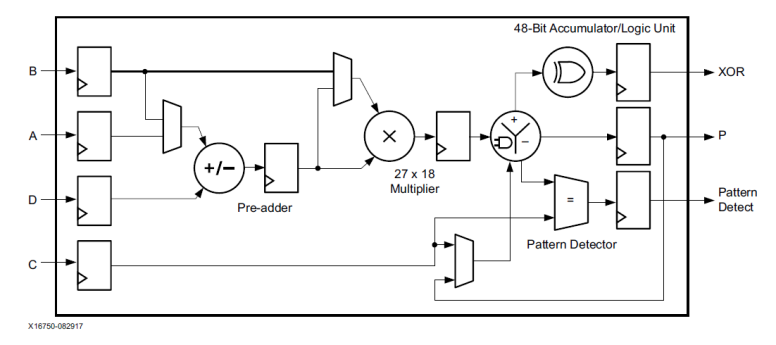 48-Bit Accumulator/Logic Unit
B
XOR
A
+
−
P
+/−
×
27 x 18
Multiplier
D
Pre-adder
=
Pattern
Detect
Pattern Detector
C
X16750-082917